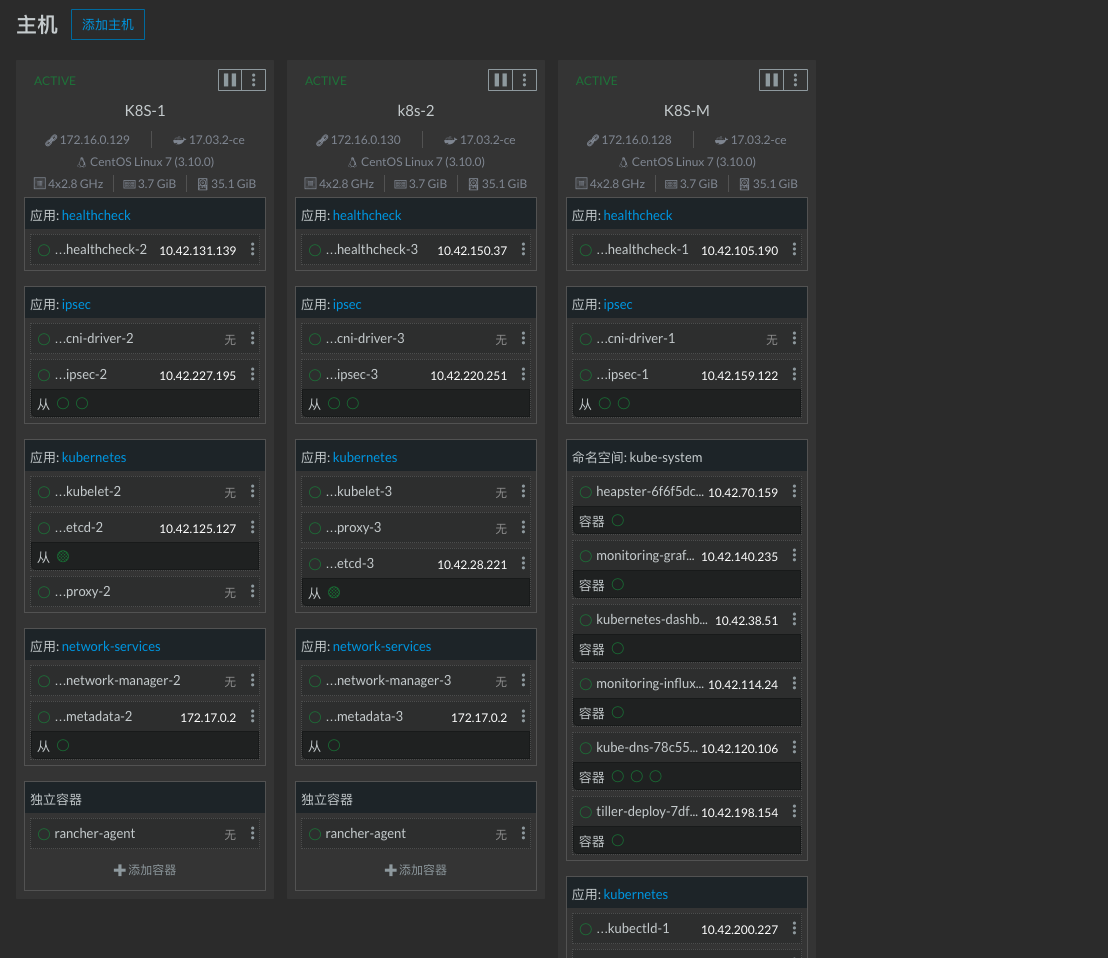 主机 添加主机
ACTIVE
K8S-1
172.16.0.129 17.03.2-ce
CentOS Linux 7 (3.10.0)
4x2.8 GHz 3.7 GiB 35.1 GiB
应用: healthcheck
...healthcheck-2 10.42.131.139
应用: ipsec
...cni-driver-2 无
...ipsec-2 10.42.227.195
从
应用: kubernetes
...kubelet-2 无
...etcd-2 10.42.125.127
从
...proxy-2 无
应用: network-services
...network-manager-2 无
...metadata-2 172.17.0.2
从
独立容器
rancher-agent 无
添加容器
ACTIVE
k8s-2
172.16.0.130 17.03.2-ce
CentOS Linux 7 (3.10.0)
4x2.8 GHz 3.7 GiB 35.1 GiB
应用: healthcheck
...healthcheck-3 10.42.150.37
应用: ipsec
...cni-driver-3 无
...ipsec-3 10.42.220.251
从
应用: kubernetes
...kubelet-3 无
...proxy-3 无
...etcd-3 10.42.28.221
从
应用: network-services
...network-manager-3 无
...metadata-3 172.17.0.2
从
独立容器
rancher-agent 无
添加容器
ACTIVE
K8S-M
172.16.0.128 17.03.2-ce
CentOS Linux 7 (3.10.0)
4x2.8 GHz 3.7 GiB 35.1 GiB
应用: healthcheck
...healthcheck-1 10.42.105.190
应用: ipsec
...cni-driver-1 无
...ipsec-1 10.42.159.122
从
命名空间: kube-system
heapster-6f6f5dc... 10.42.70.159
容器
monitoring-graf... 10.42.140.235
容器
kubernetes-dashb... 10.42.38.51
容器
monitoring-influx... 10.42.114.24
容器
kube-dns-78c55... 10.42.120.106
容器
tiller-deploy-7df... 10.42.198.154
容器
应用: kubernetes
...kubectld-1 10.42.200.227